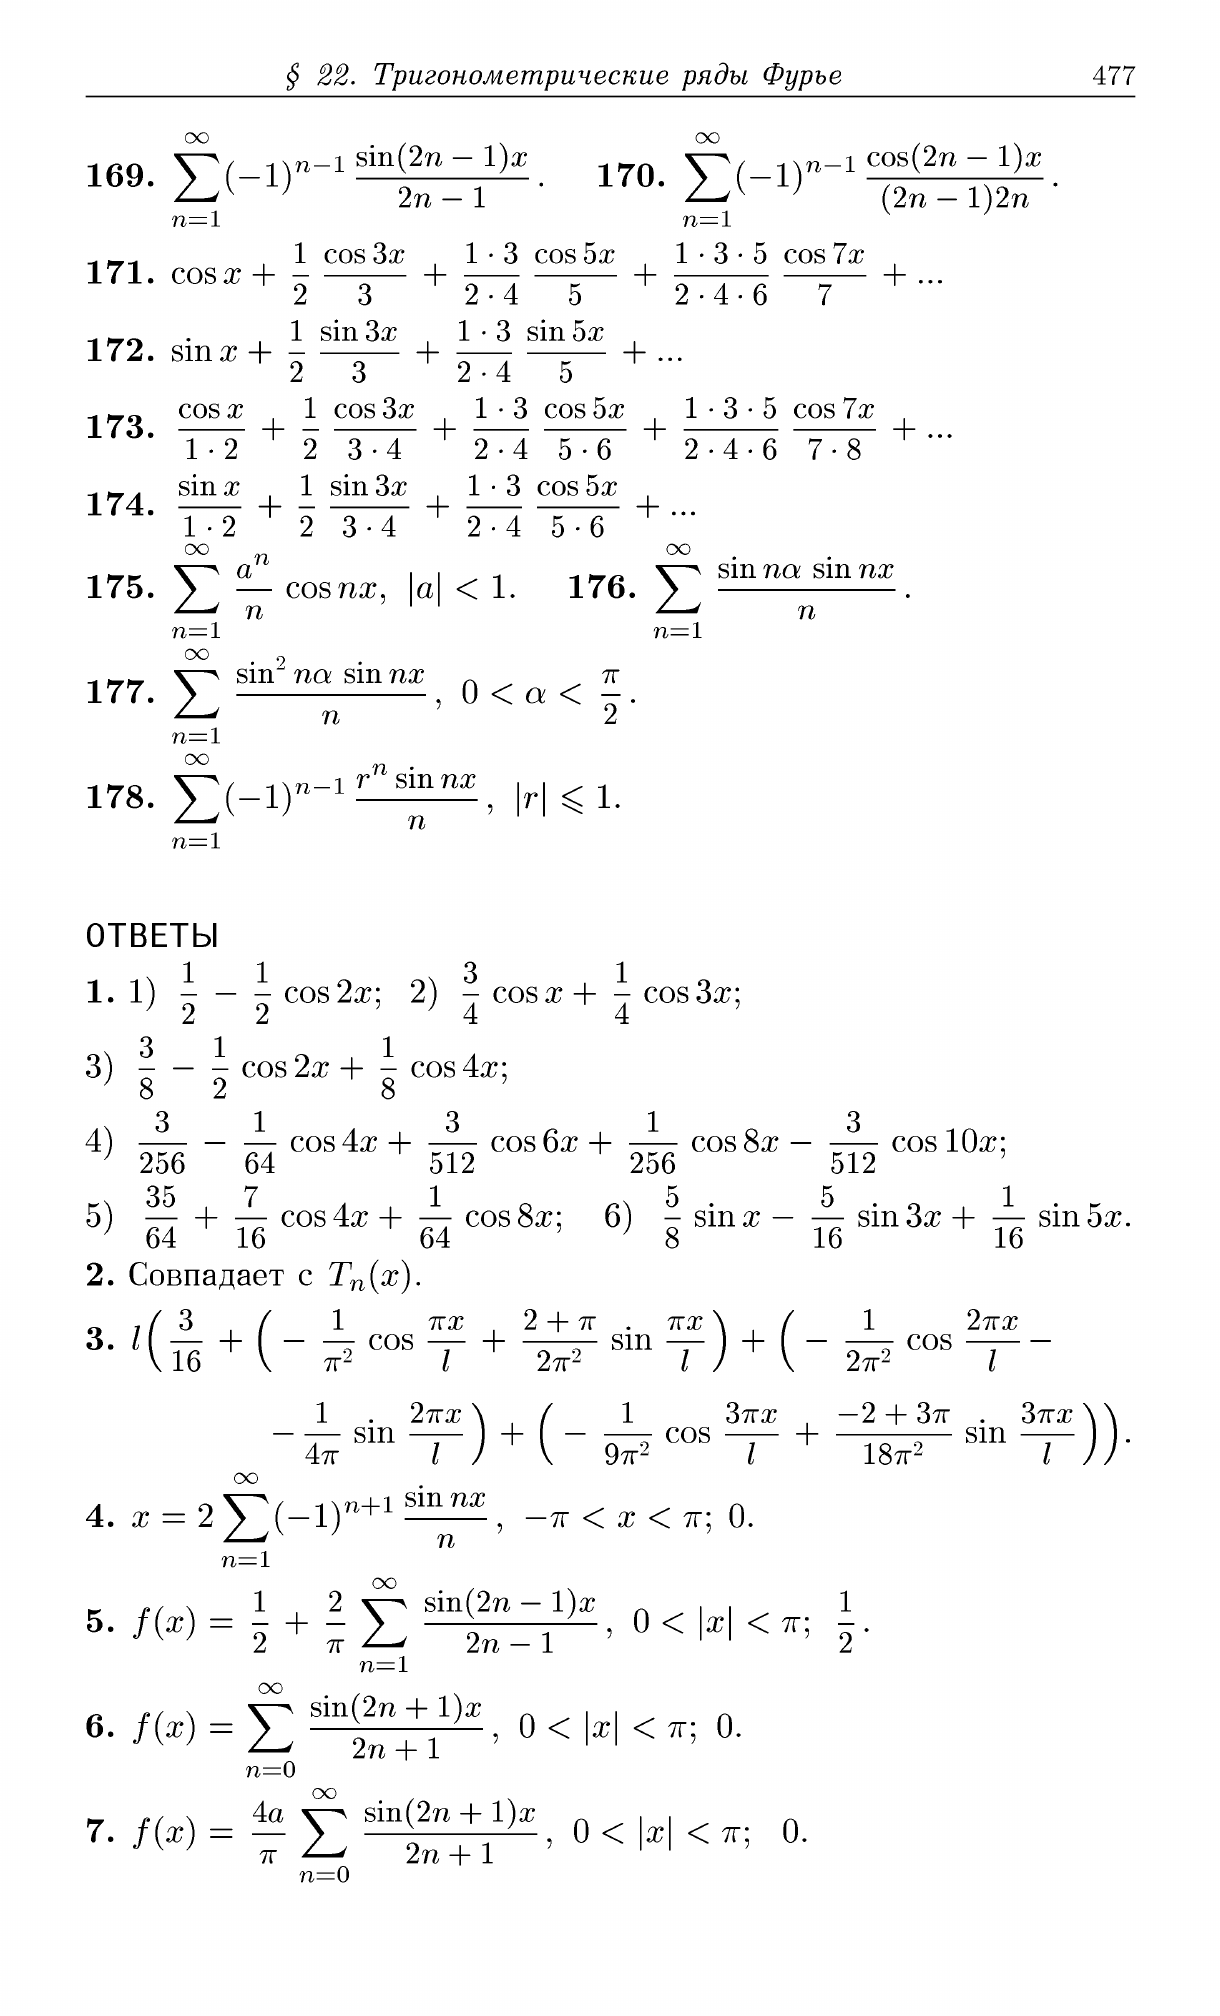 § 22. Тригонометрические ряды Фурье 477
169. $\sum_{n=1}^{\infty}(-1)^{n-1}\frac{\sin(2n-1)x}{2n-1}$. 170. $\sum_{n=1}^{\infty}(-1)^{n-1}\frac{\cos(2n-1)x}{(2n-1)2n}$.
171. $\cos x + \frac{1}{2}\frac{\cos 3x}{3} + \frac{1\cdot 3}{2\cdot 4}\frac{\cos 5x}{5} + \frac{1\cdot 3\cdot 5}{2\cdot 4\cdot 6}\frac{\cos 7x}{7} + ...$
172. $\sin x + \frac{1}{2}\frac{\sin 3x}{3} + \frac{1\cdot 3}{2\cdot 4}\frac{\sin 5x}{5} + ...$
173. $\frac{\cos x}{1\cdot 2} + \frac{1}{2}\frac{\cos 3x}{3\cdot 4} + \frac{1\cdot 3}{2\cdot 4}\frac{\cos 5x}{5\cdot 6} + \frac{1\cdot 3\cdot 5}{2\cdot 4\cdot 6}\frac{\cos 7x}{7\cdot 8} + ...$
174. $\frac{\sin x}{1\cdot 2} + \frac{1}{2}\frac{\sin 3x}{3\cdot 4} + \frac{1\cdot 3}{2\cdot 4}\frac{\cos 5x}{5\cdot 6} + ...$
175. $\sum_{n=1}^{\infty}\frac{a^n}{n}\cos nx, \ |a| < 1$. 176. $\sum_{n=1}^{\infty}\frac{\sin n\alpha \sin nx}{n}$.
177. $\sum_{n=1}^{\infty}\frac{\sin^2 n\alpha \sin nx}{n}, \ 0 < \alpha < \frac{\pi}{2}$.
178. $\sum_{n=1}^{\infty}(-1)^{n-1}\frac{r^n \sin nx}{n}, \ |r| \leqslant 1$.
ОТВЕТЫ
1. 1) $\frac{1}{2} - \frac{1}{2}\cos 2x$; 2) $\frac{3}{4}\cos x + \frac{1}{4}\cos 3x$;
3) $\frac{3}{8} - \frac{1}{2}\cos 2x + \frac{1}{8}\cos 4x$;
4) $\frac{3}{256} - \frac{1}{64}\cos 4x + \frac{3}{512}\cos 6x + \frac{1}{256}\cos 8x - \frac{3}{512}\cos 10x$;
5) $\frac{35}{64} + \frac{7}{16}\cos 4x + \frac{1}{64}\cos 8x$; 6) $\frac{5}{8}\sin x - \frac{5}{16}\sin 3x + \frac{1}{16}\sin 5x$.
2. Совпадает с $T_n(x)$.
3. $l\Big(\frac{3}{16} + \Big(-\frac{1}{\pi^2}\cos\frac{\pi x}{l} + \frac{2+\pi}{2\pi^2}\sin\frac{\pi x}{l}\Big) + \Big(-\frac{1}{2\pi^2}\cos\frac{2\pi x}{l} -$
$- \frac{1}{4\pi}\sin\frac{2\pi x}{l}\Big) + \Big(-\frac{1}{9\pi^2}\cos\frac{3\pi x}{l} + \frac{-2+3\pi}{18\pi^2}\sin\frac{3\pi x}{l}\Big)\Big)$.
4. $x = 2\sum_{n=1}^{\infty}(-1)^{n+1}\frac{\sin nx}{n}, \ -\pi < x < \pi; \ 0$.
5. $f(x) = \frac{1}{2} + \frac{2}{\pi}\sum_{n=1}^{\infty}\frac{\sin(2n-1)x}{2n-1}, \ 0 < |x| < \pi; \ \frac{1}{2}$.
6. $f(x) = \sum_{n=0}^{\infty}\frac{\sin(2n+1)x}{2n+1}, \ 0 < |x| < \pi; \ 0$.
7. $f(x) = \frac{4a}{\pi}\sum_{n=0}^{\infty}\frac{\sin(2n+1)x}{2n+1}, \ 0 < |x| < \pi; \ 0$.